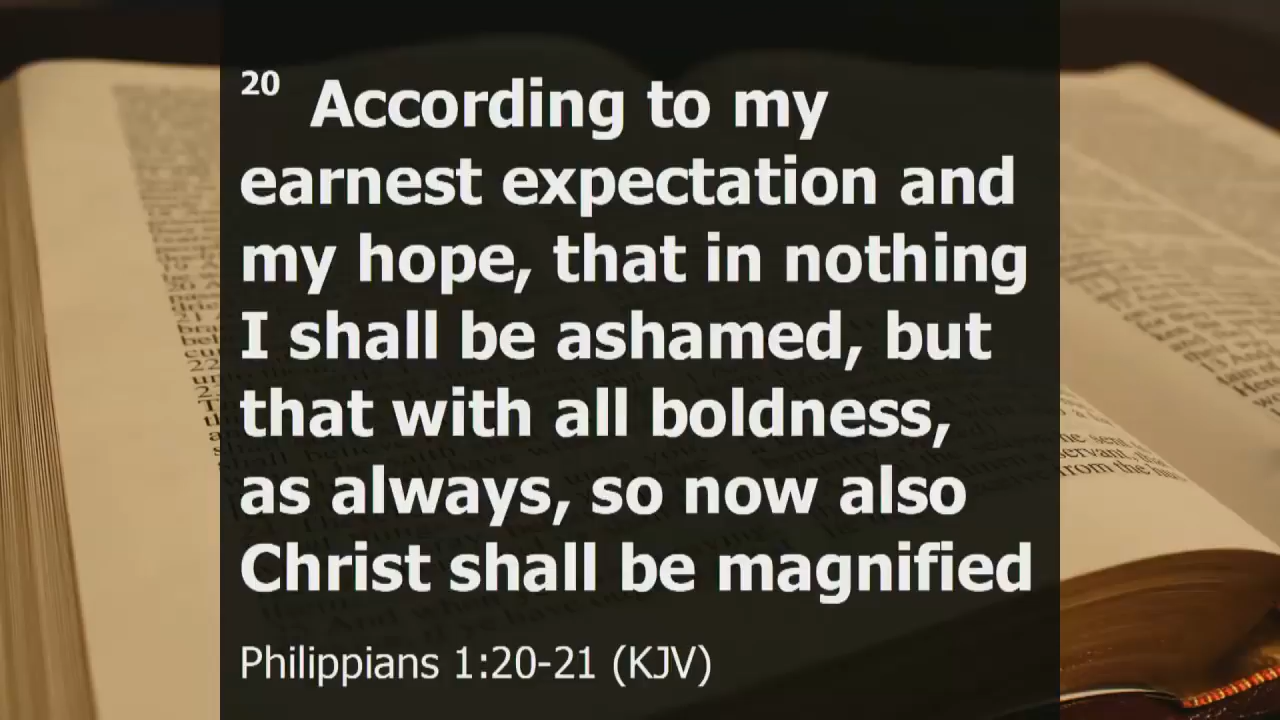 20 According to my
earnest expectation and
my hope, that in nothing
I shall be ashamed, but
that with all boldness,
as always, so now also
Christ shall be magnified
Philippians 1:20-21 (KJV)